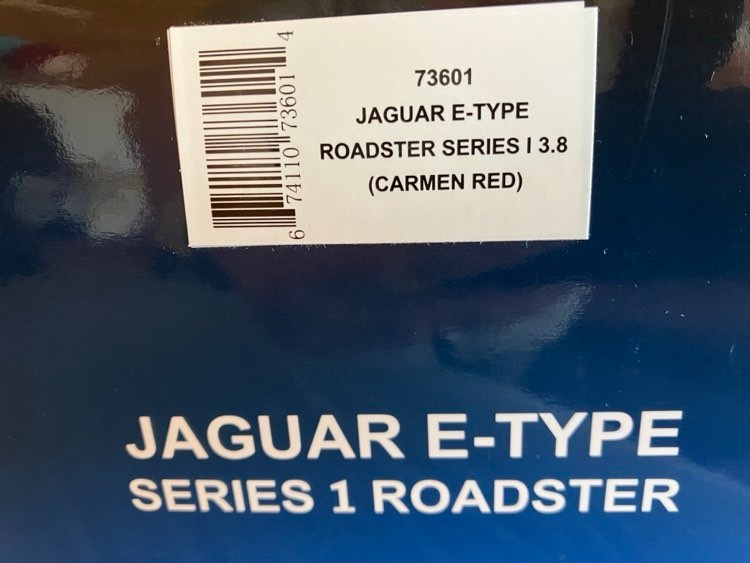 73601
JAGUAR E-TYPE
ROADSTER SERIES I 3.8
(CARMEN RED)
6 74110 73601 4
JAGUAR E-TYPE
SERIES 1 ROADSTER